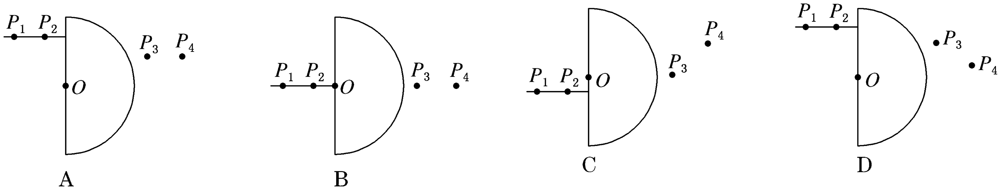 P₁ P₂ P₃ P₄ O
A
P₁ P₂ O P₃ P₄
B
P₁ P₂ O P₃ P₄
C
P₁ P₂ O P₃ P₄
D